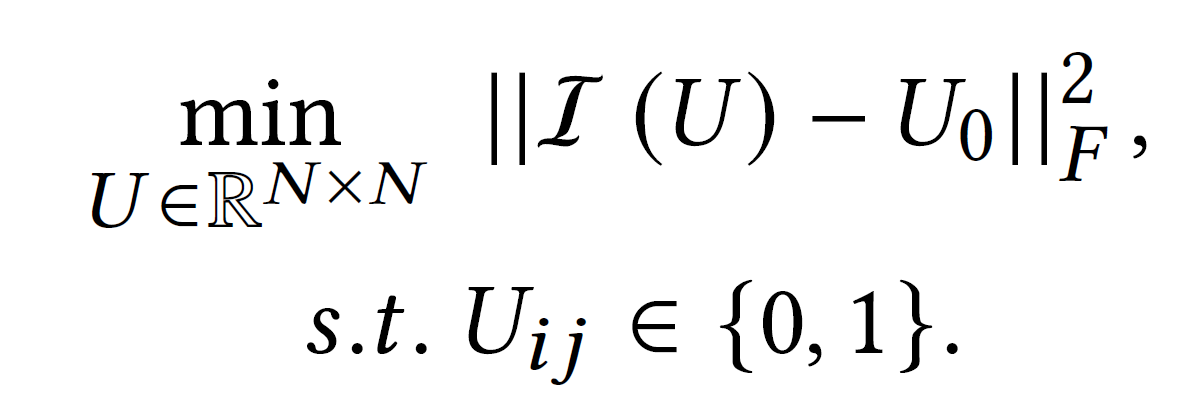 min_{U∈ℝ^{N×N}} ||ℐ(U) − U_0||_F^2,
s.t. U_{ij} ∈ {0, 1}.